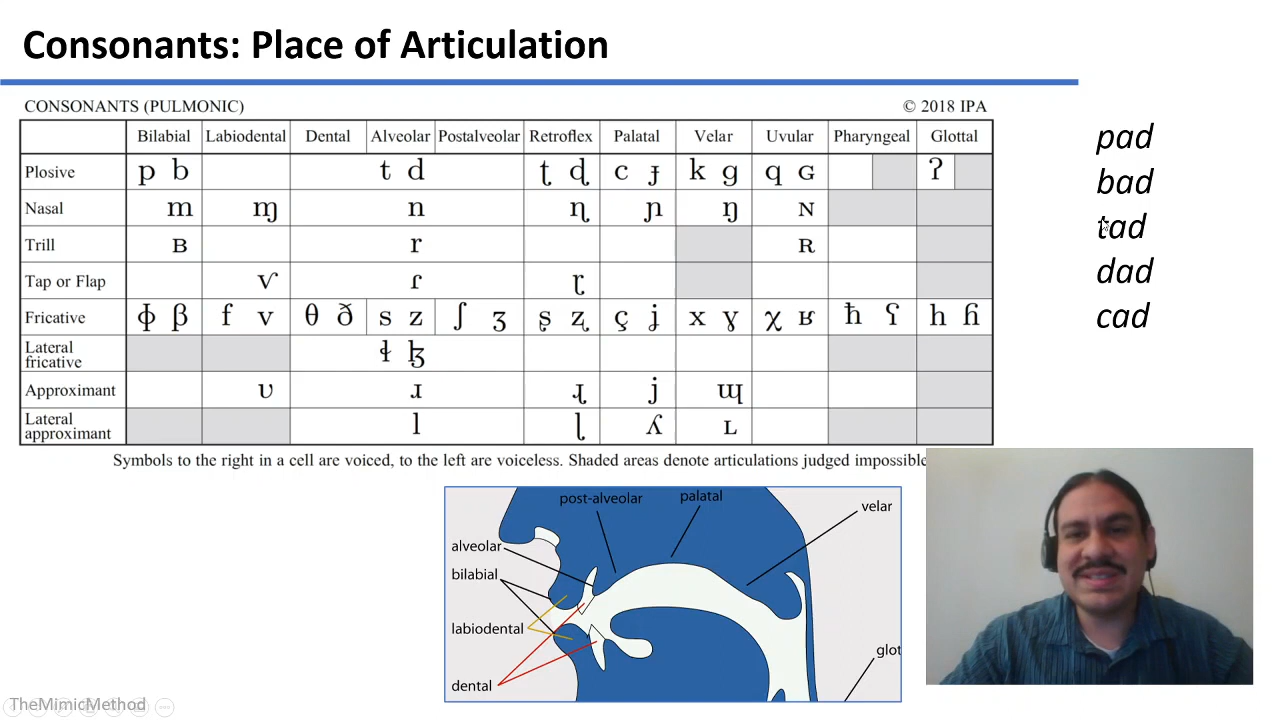 Consonants: Place of Articulation
CONSONANTS (PULMONIC) © 2018 IPA
Bilabial Labiodental Dental Alveolar Postalveolar Retroflex Palatal Velar Uvular Pharyngeal Glottal
Plosive p b t d ʈ ɖ c ɟ k ɡ q ɢ ʔ
Nasal m ɱ n ɳ ɲ ŋ ɴ
Trill ʙ r ʀ
Tap or Flap ⱱ ɾ ɽ
Fricative ɸ β f v θ ð s z ʃ ʒ ʂ ʐ ç ʝ x ɣ χ ʁ ħ ʕ h ɦ
Lateral fricative ɬ ɮ
Approximant ʋ ɹ ɻ j ɰ
Lateral approximant l ɭ ʎ ʟ
Symbols to the right in a cell are voiced, to the left are voiceless. Shaded areas denote articulations judged impossible
pad
bad
tad
dad
cad
post-alveolar
palatal
velar
alveolar
bilabial
labiodental
dental
glot
TheMimicMethod